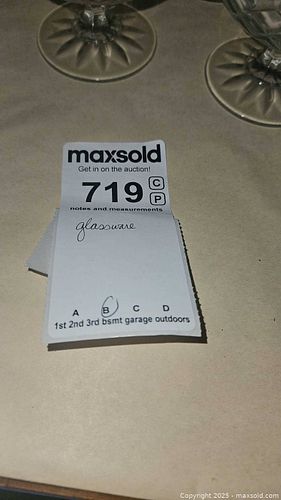 maxsold
Get in on the auction!
719 C P
notes and measurements
glassware
A B C D
1st 2nd 3rd bsmt garage outdoors
Copyright 2025 - maxsold.com